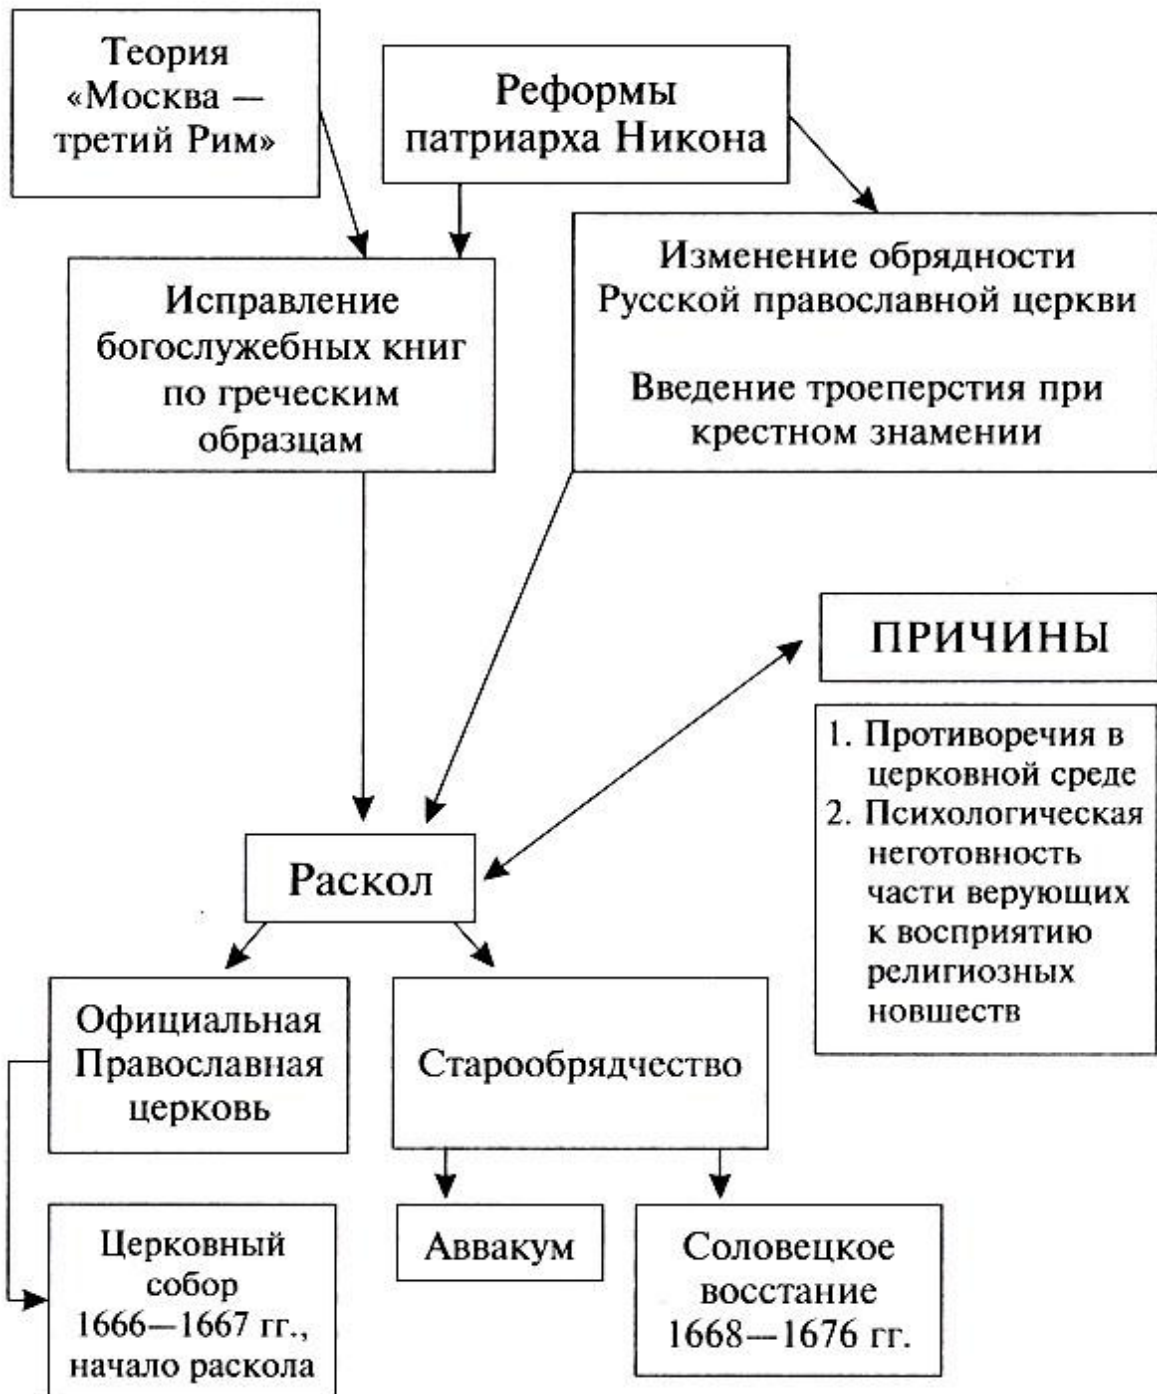 Теория
«Москва —
третий Рим»
Реформы
патриарха Никона
Исправление
богослужебных книг
по греческим
образцам
Изменение обрядности
Русской православной церкви
Введение троеперстия при
крестном знамении
ПРИЧИНЫ
1. Противоречия в
церковной среде
2. Психологическая
неготовность
части верующих
к восприятию
религиозных
новшеств
Раскол
Официальная
Православная
церковь
Старообрядчество
Церковный
собор
1666—1667 гг.,
начало раскола
Аввакум
Соловецкое
восстание
1668—1676 гг.